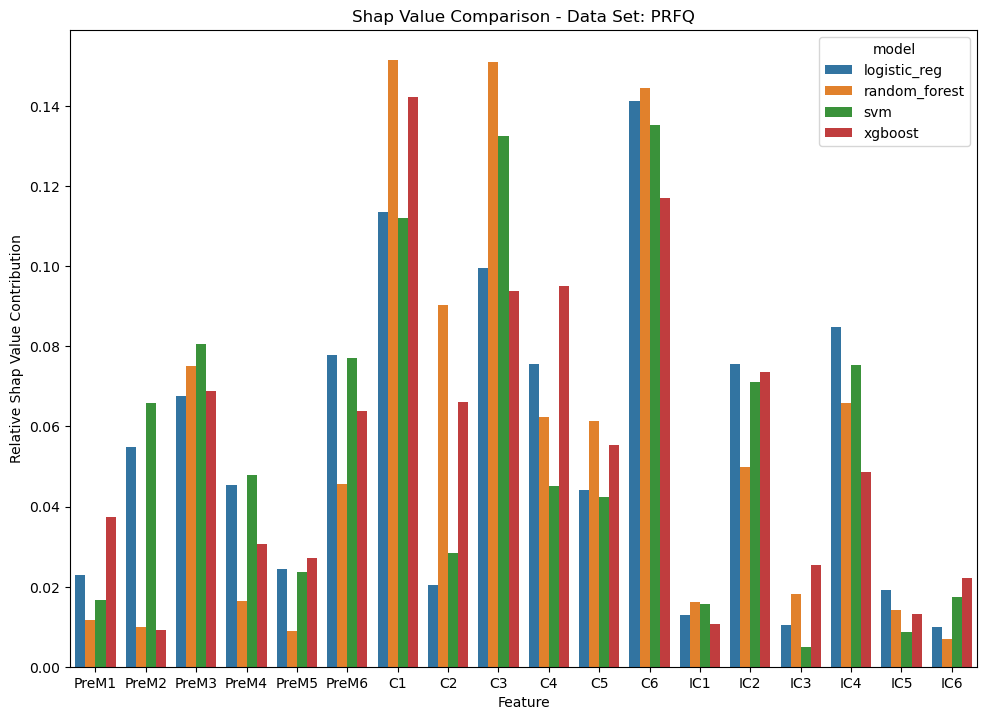 Shap Value Comparison - Data Set: PRFQ
model
logistic_reg
random_forest
svm
xgboost
Relative Shap Value Contribution
0.14
0.12
0.10
0.08
0.06
0.04
0.02
0.00
PreM1 PreM2 PreM3 PreM4 PreM5 PreM6 C1 C2 C3 C4 C5 C6 IC1 IC2 IC3 IC4 IC5 IC6
Feature